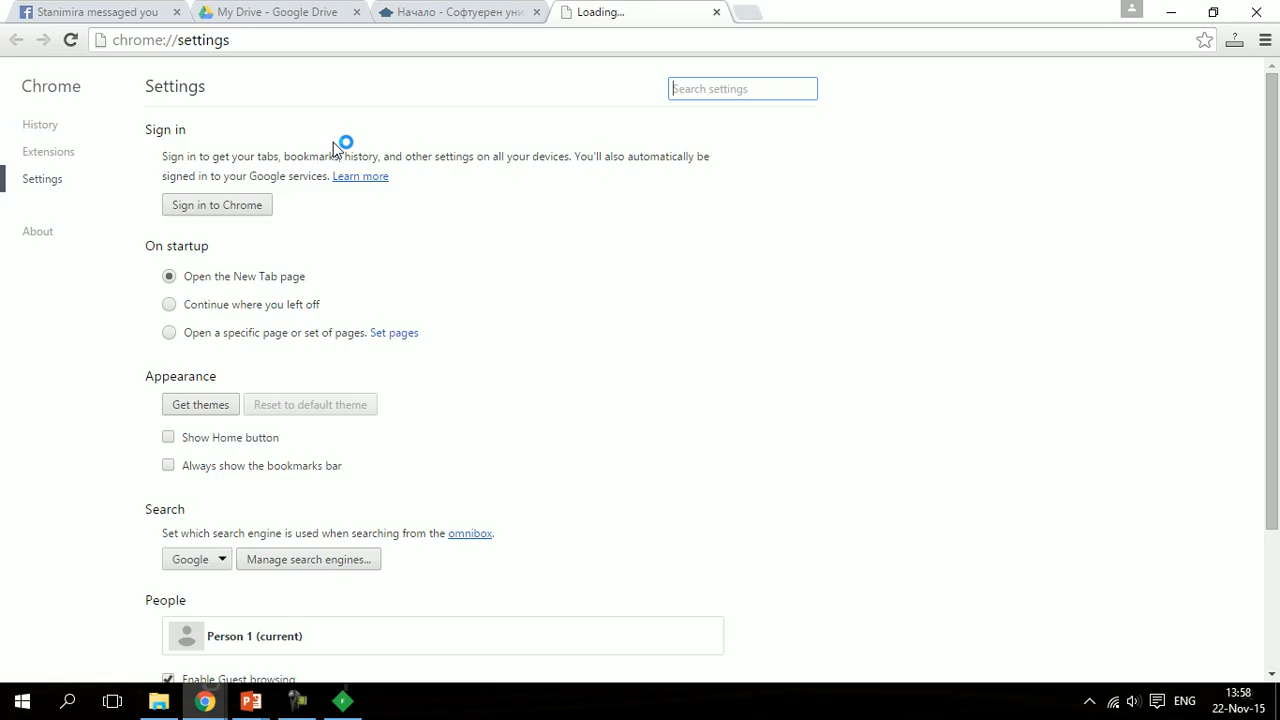 Stanimira messaged you
My Drive - Google Drive
Начало - Софтуерен уни
Loading...
chrome://settings
Chrome
Settings
Search settings
History
Extensions
Settings
About
Sign in
Sign in to get your tabs, bookmarks, history, and other settings on all your devices. You'll also automatically be
signed in to your Google services. Learn more
Sign in to Chrome
On startup
Open the New Tab page
Continue where you left off
Open a specific page or set of pages. Set pages
Appearance
Get themes
Reset to default theme
Show Home button
Always show the bookmarks bar
Search
Set which search engine is used when searching from the omnibox.
Google
Manage search engines...
People
Person 1 (current)
Enable Guest browsing
ENG
13:58
22-Nov-15